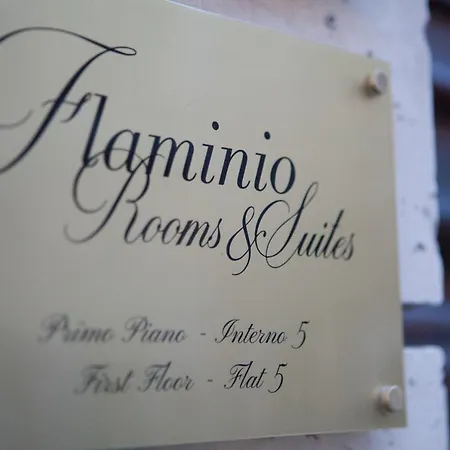 Flaminio
Rooms & Suites
Primo Piano - Interno 5
First Floor - Flat 5